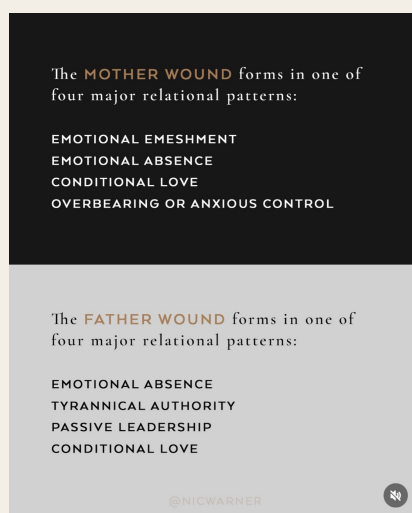 The MOTHER WOUND forms in one of
four major relational patterns:
EMOTIONAL EMESHMENT
EMOTIONAL ABSENCE
CONDITIONAL LOVE
OVERBEARING OR ANXIOUS CONTROL
The FATHER WOUND forms in one of
four major relational patterns:
EMOTIONAL ABSENCE
TYRANNICAL AUTHORITY
PASSIVE LEADERSHIP
CONDITIONAL LOVE
@NICWARNER